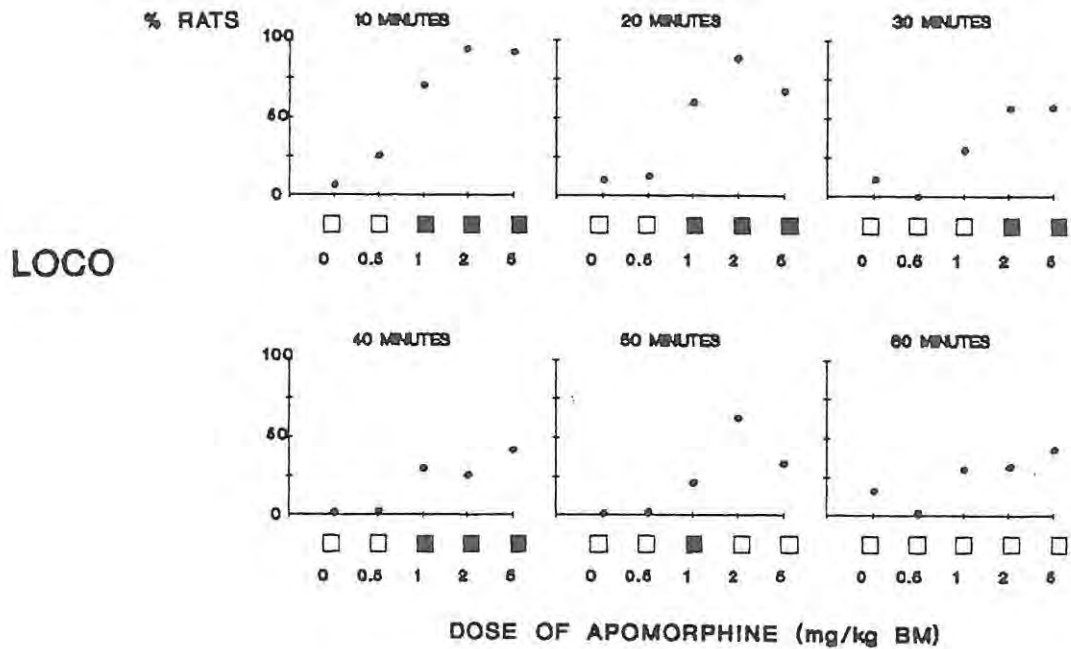 % RATS
10 MINUTES 20 MINUTES 30 MINUTES
100
50
0
0 0.5 1 2 5 0 0.5 1 2 5 0 0.5 1 2 5
LOCO
40 MINUTES 50 MINUTES 60 MINUTES
100
50
0
0 0.5 1 2 5 0 0.5 1 2 5 0 0.5 1 2 5
DOSE OF APOMORPHINE (mg/kg BM)